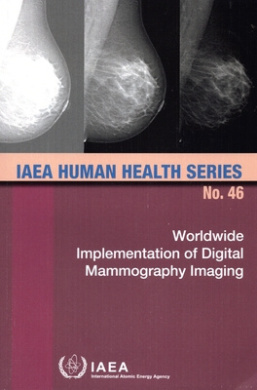 IAEA HUMAN HEALTH SERIES
No. 46
Worldwide
Implementation of Digital
Mammography Imaging
IAEA
International Atomic Energy Agency